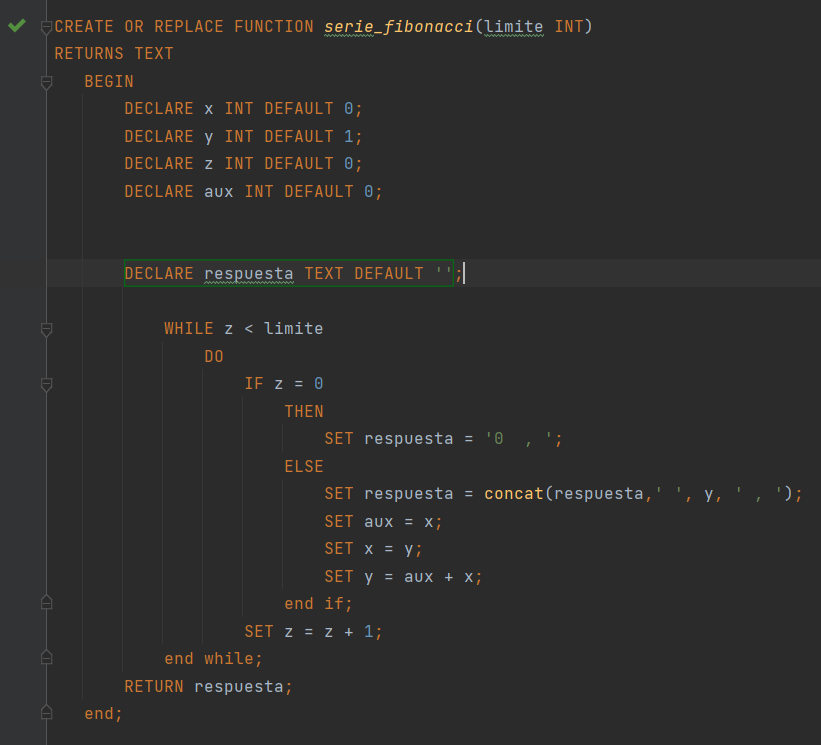 CREATE OR REPLACE FUNCTION serie_fibonacci(limite INT)
RETURNS TEXT
BEGIN
DECLARE x INT DEFAULT 0;
DECLARE y INT DEFAULT 1;
DECLARE z INT DEFAULT 0;
DECLARE aux INT DEFAULT 0;
DECLARE respuesta TEXT DEFAULT '';
WHILE z < limite
DO
IF z = 0
THEN
SET respuesta = '0  , ';
ELSE
SET respuesta = concat(respuesta,' ', y, ' , ');
SET aux = x;
SET x = y;
SET y = aux + x;
end if;
SET z = z + 1;
end while;
RETURN respuesta;
end;